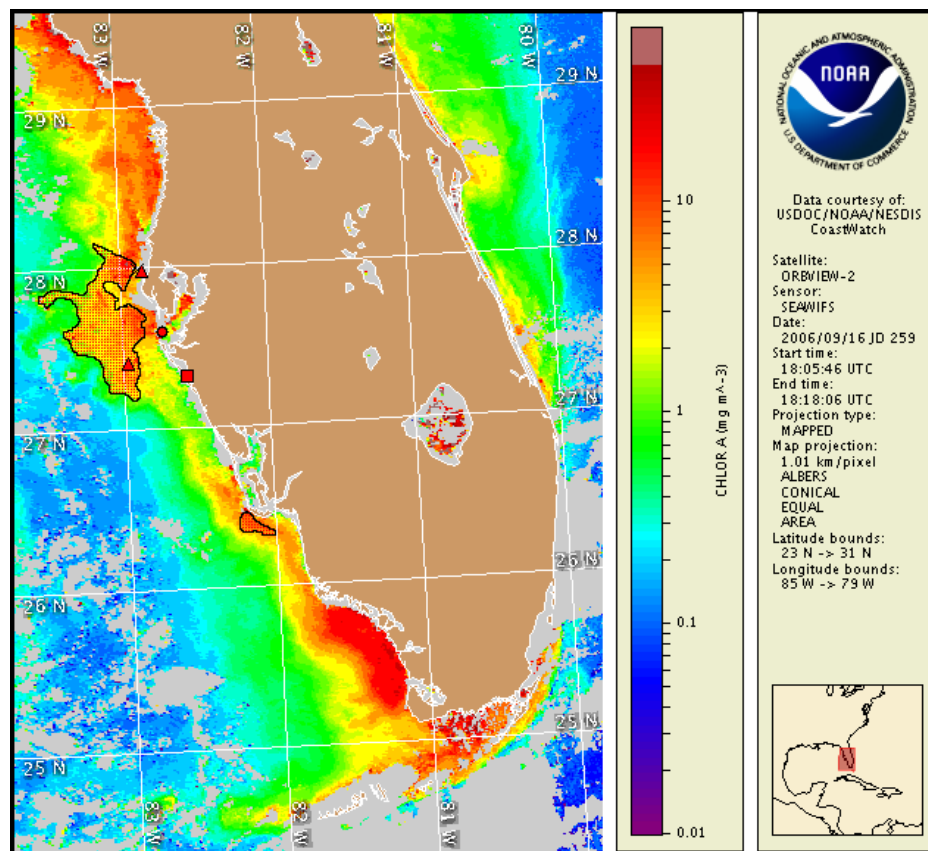 83 W
82 W
81 W
80 W
29 N
29 N
28 N
28 N
27 N
27 N
26 N
26 N
25 N
25 N
83 W
82 W
81 W
10
1
0.1
0.01
CHLOR A (mg m^-3)
NATIONAL OCEANIC AND ATMOSPHERIC ADMINISTRATION
NOAA
U.S. DEPARTMENT OF COMMERCE
Data courtesy of:
USDOC/NOAA/NESDIS
CoastWatch
Satellite:
ORBVIEW-2
Sensor:
SEAWIFS
Date:
2006/09/16 JD 259
Start time:
18:05:46 UTC
End time:
18:18:06 UTC
Projection type:
MAPPED
Map projection:
1.01 km/pixel
ALBERS
CONICAL
EQUAL
AREA
Latitude bounds:
23 N -> 31 N
Longitude bounds:
85 W -> 79 W